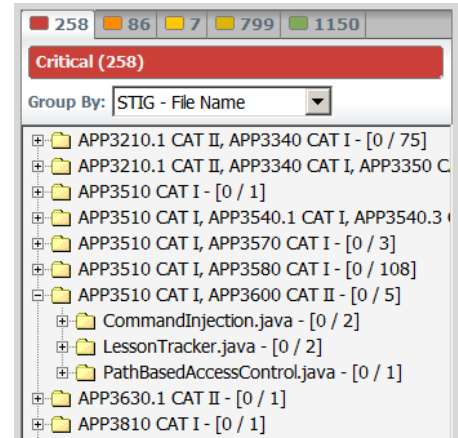 258 86 7 799 1150
Critical (258)
Group By: STIG - File Name
APP3210.1 CAT II, APP3340 CAT I - [0 / 75]
APP3210.1 CAT II, APP3340 CAT I, APP3350 C
APP3510 CAT I - [0 / 1]
APP3510 CAT I, APP3540.1 CAT I, APP3540.3
APP3510 CAT I, APP3570 CAT I - [0 / 3]
APP3510 CAT I, APP3580 CAT I - [0 / 108]
APP3510 CAT I, APP3600 CAT II - [0 / 5]
CommandInjection.java - [0 / 2]
LessonTracker.java - [0 / 2]
PathBasedAccessControl.java - [0 / 1]
APP3630.1 CAT II - [0 / 1]
APP3810 CAT I - [0 / 1]